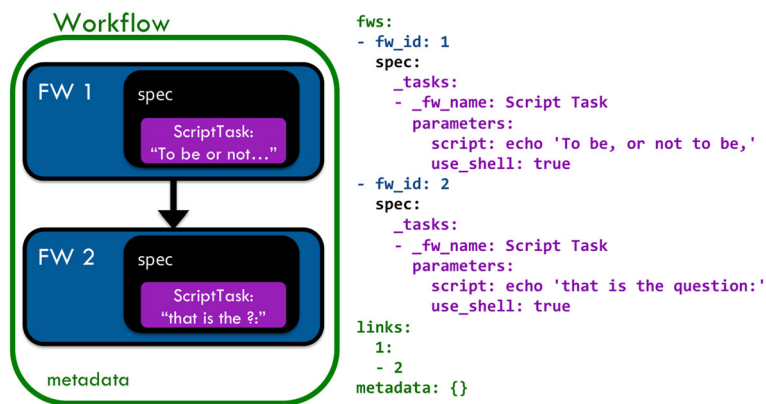 Workflow
FW 1
spec
ScriptTask:
“To be or not...”
FW 2
spec
ScriptTask:
“that is the ?:”
metadata
fws:
- fw_id: 1
  spec:
    _tasks:
    - _fw_name: Script Task
      parameters:
        script: echo 'To be, or not to be,'
        use_shell: true
- fw_id: 2
  spec:
    _tasks:
    - _fw_name: Script Task
      parameters:
        script: echo 'that is the question:'
        use_shell: true
links:
  1:
  - 2
metadata: {}